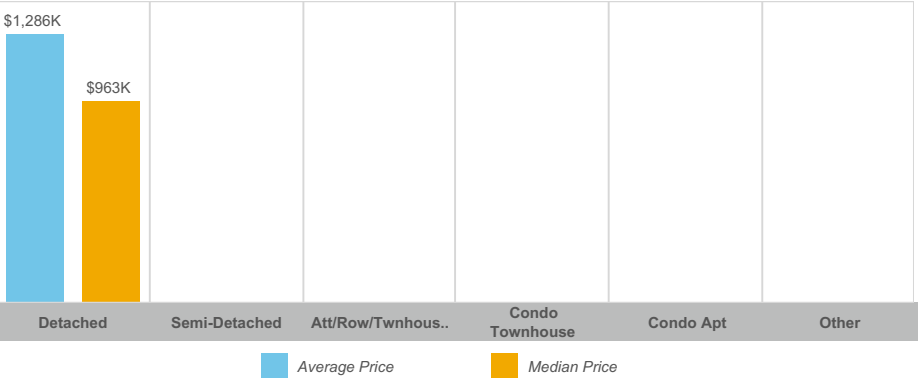 $1,286K
$963K
Detached
Semi-Detached
Att/Row/Twnhous..
Condo
Townhouse
Condo Apt
Other
Average Price
Median Price